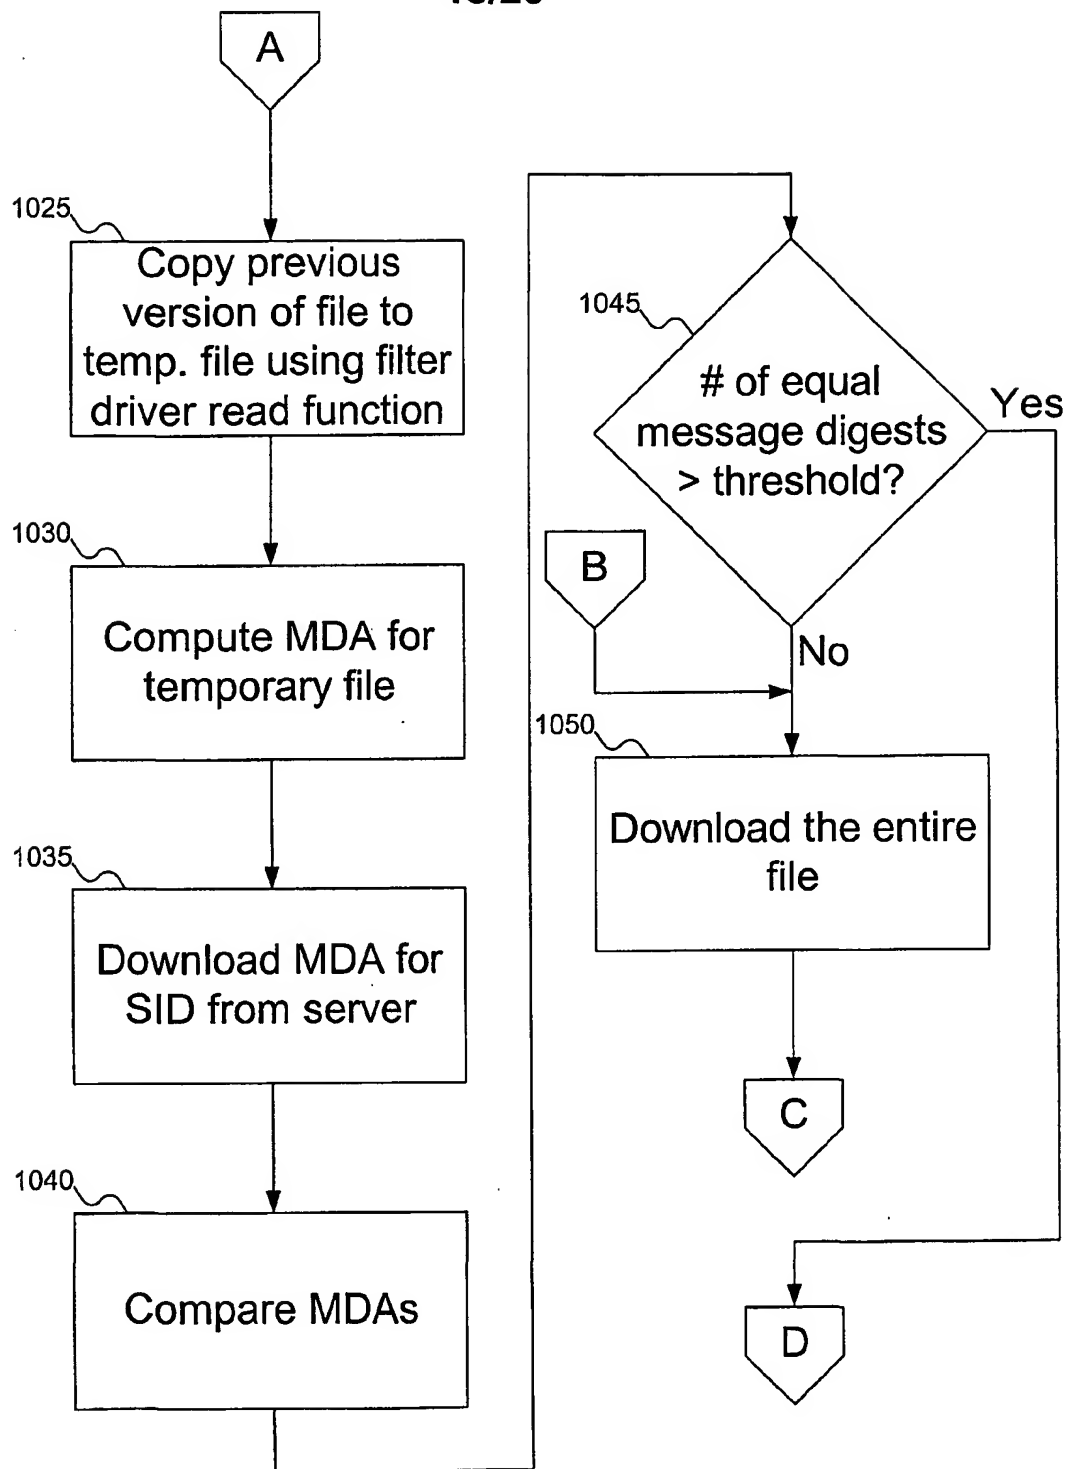 A
1025
Copy previous
version of file to
temp. file using filter
driver read function
1030
Compute MDA for
temporary file
1035
Download MDA for
SID from server
1040
Compare MDAs
1045
# of equal
message digests
> threshold?
Yes
B
No
1050
Download the entire
file
C
D